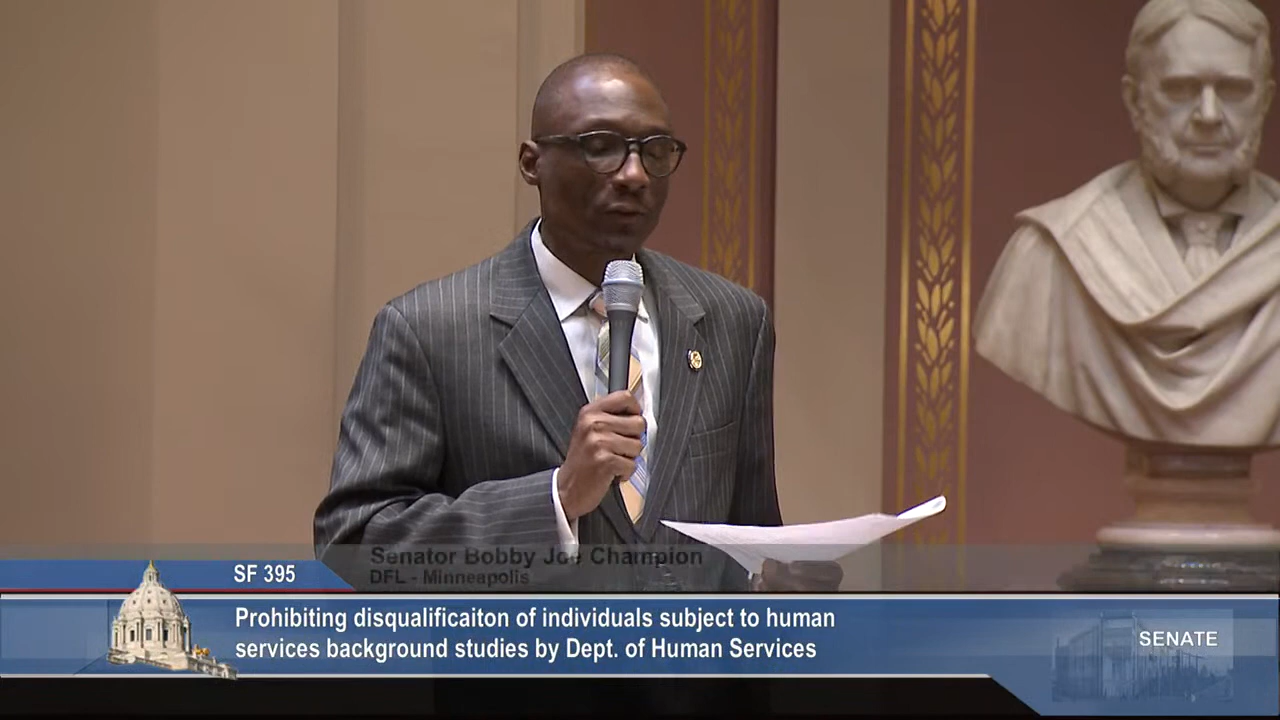 Senator Bobby Joe Champion
DFL - Minneapolis
SF 395
Prohibiting disqualificaiton of individuals subject to human
services background studies by Dept. of Human Services
SENATE